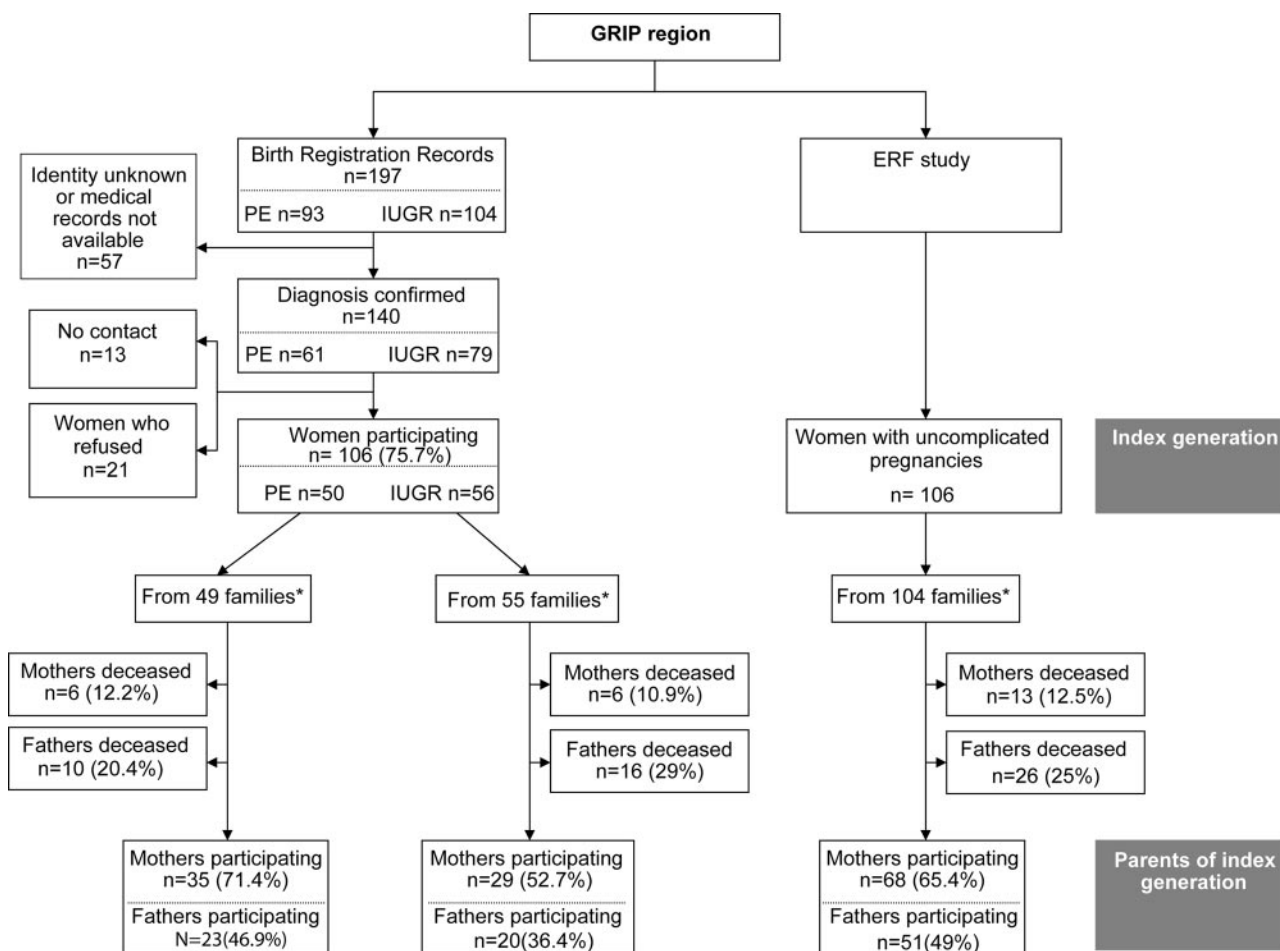 GRIP region
Birth Registration Records
n=197
PE n=93 IUGR n=104
ERF study
Identity unknown
or medical
records not
available
n=57
Diagnosis confirmed
n=140
PE n=61 IUGR n=79
No contact
n=13
Women who
refused
n=21
Women participating
n= 106 (75.7%)
PE n=50 IUGR n=56
Women with uncomplicated
pregnancies
n= 106
Index generation
From 49 families*
From 55 families*
From 104 families*
Mothers deceased
n=6 (12.2%)
Fathers deceased
n=10 (20.4%)
Mothers deceased
n=6 (10.9%)
Fathers deceased
n=16 (29%)
Mothers deceased
n=13 (12.5%)
Fathers deceased
n=26 (25%)
Mothers participating
n=35 (71.4%)
Fathers participating
N=23(46.9%)
Mothers participating
n=29 (52.7%)
Fathers participating
n=20(36.4%)
Mothers participating
n=68 (65.4%)
Fathers participating
n=51(49%)
Parents of index
generation